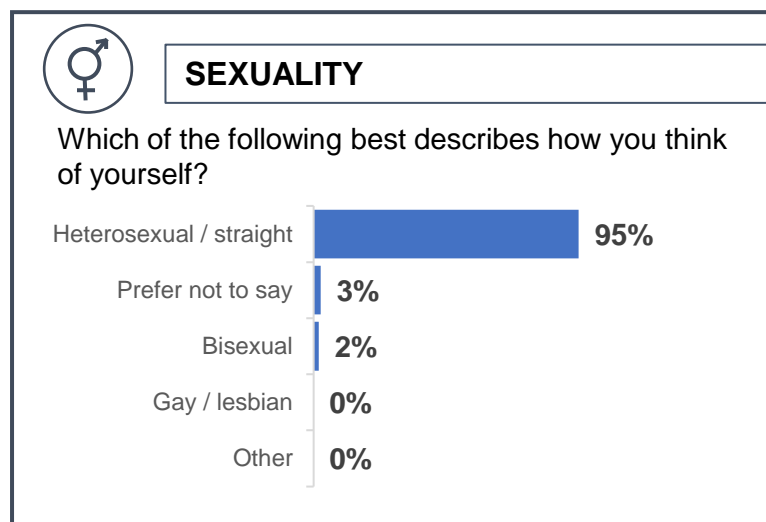 SEXUALITY
Which of the following best describes how you think
of yourself?
Heterosexual / straight 95%
Prefer not to say 3%
Bisexual 2%
Gay / lesbian 0%
Other 0%